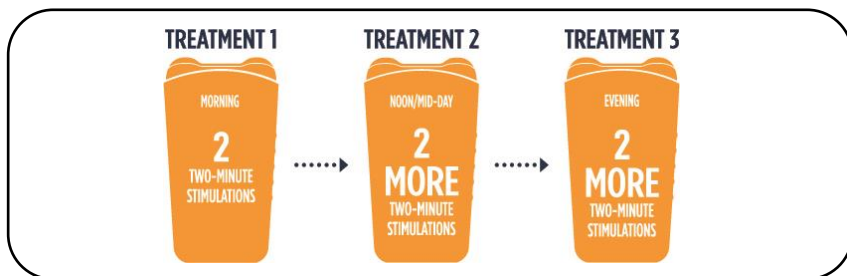 TREATMENT 1
MORNING
2
TWO-MINUTE
STIMULATIONS
TREATMENT 2
NOON/MID-DAY
2
MORE
TWO-MINUTE
STIMULATIONS
TREATMENT 3
EVENING
2
MORE
TWO-MINUTE
STIMULATIONS